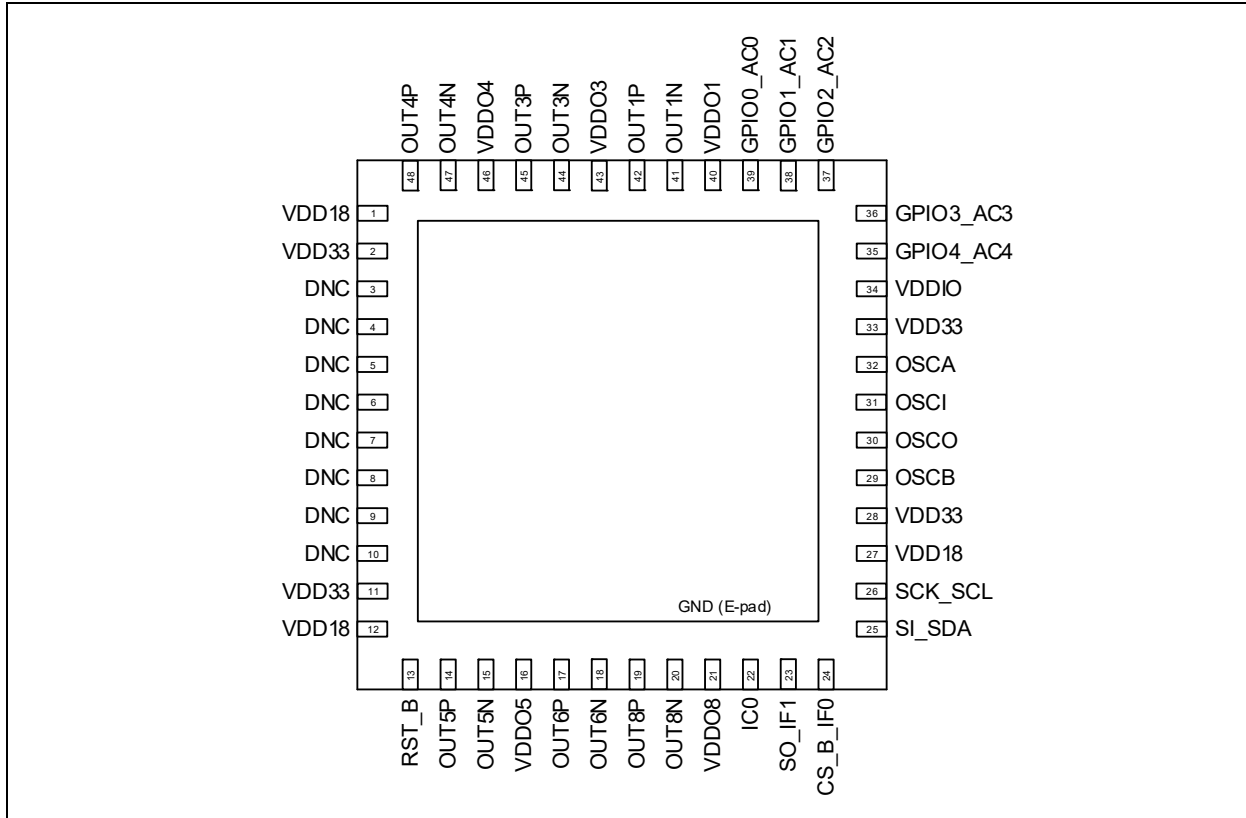 OUT4P
OUT4N
VDDO4
OUT3P
OUT3N
VDDO3
OUT1P
OUT1N
VDDO1
GPIO0_AC0
GPIO1_AC1
GPIO2_AC2
48
47
46
45
44
43
42
41
40
39
38
37
VDD18 1
VDD33 2
DNC 3
DNC 4
DNC 5
DNC 6
DNC 7
DNC 8
DNC 9
DNC 10
VDD33 11
VDD18 12
36 GPIO3_AC3
35 GPIO4_AC4
34 VDDIO
33 VDD33
32 OSCA
31 OSCI
30 OSCO
29 OSCB
28 VDD33
27 VDD18
26 SCK_SCL
25 SI_SDA
GND (E-pad)
13
14
15
16
17
18
19
20
21
22
23
24
RST_B
OUT5P
OUT5N
VDDO5
OUT6P
OUT6N
OUT8P
OUT8N
VDDO8
IC0
SO_IF1
CS_B_IF0